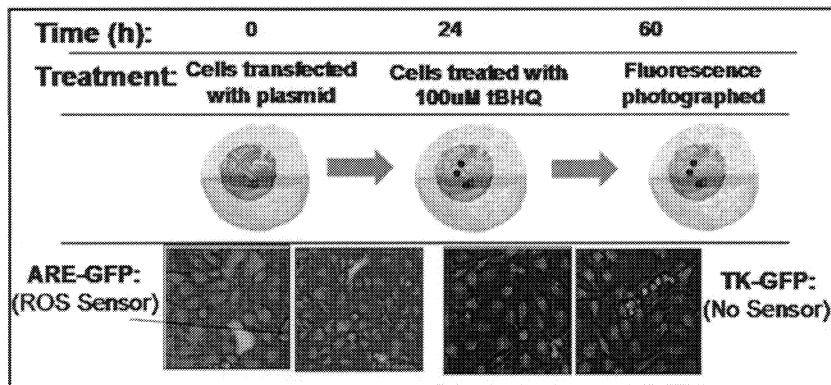 Time (h): 0 24 60
Treatment: Cells transfected with plasmid Cells treated with 100uM tBHQ Fluorescence photographed
ARE-GFP:
(ROS Sensor)
TK-GFP:
(No Sensor)